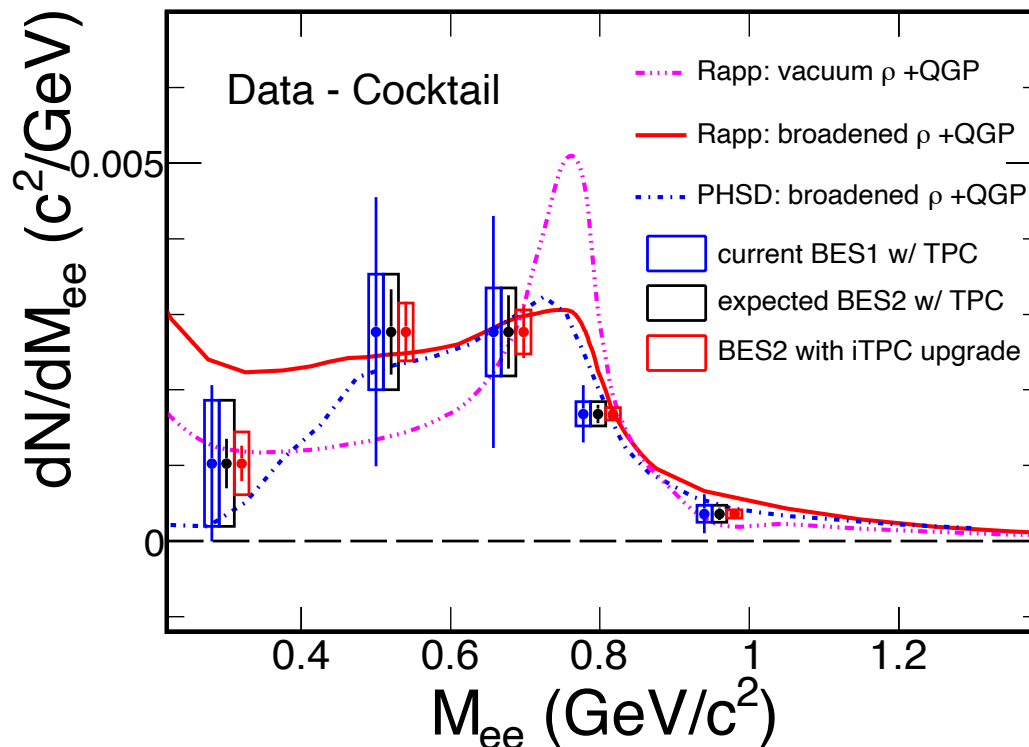 Data - Cocktail
Rapp: vacuum ρ +QGP
Rapp: broadened ρ +QGP
PHSD: broadened ρ +QGP
current BES1 w/ TPC
expected BES2 w/ TPC
BES2 with iTPC upgrade
dN/dM_ee (c²/GeV)
0.005
0
0.4 0.6 0.8 1 1.2
M_ee (GeV/c²)